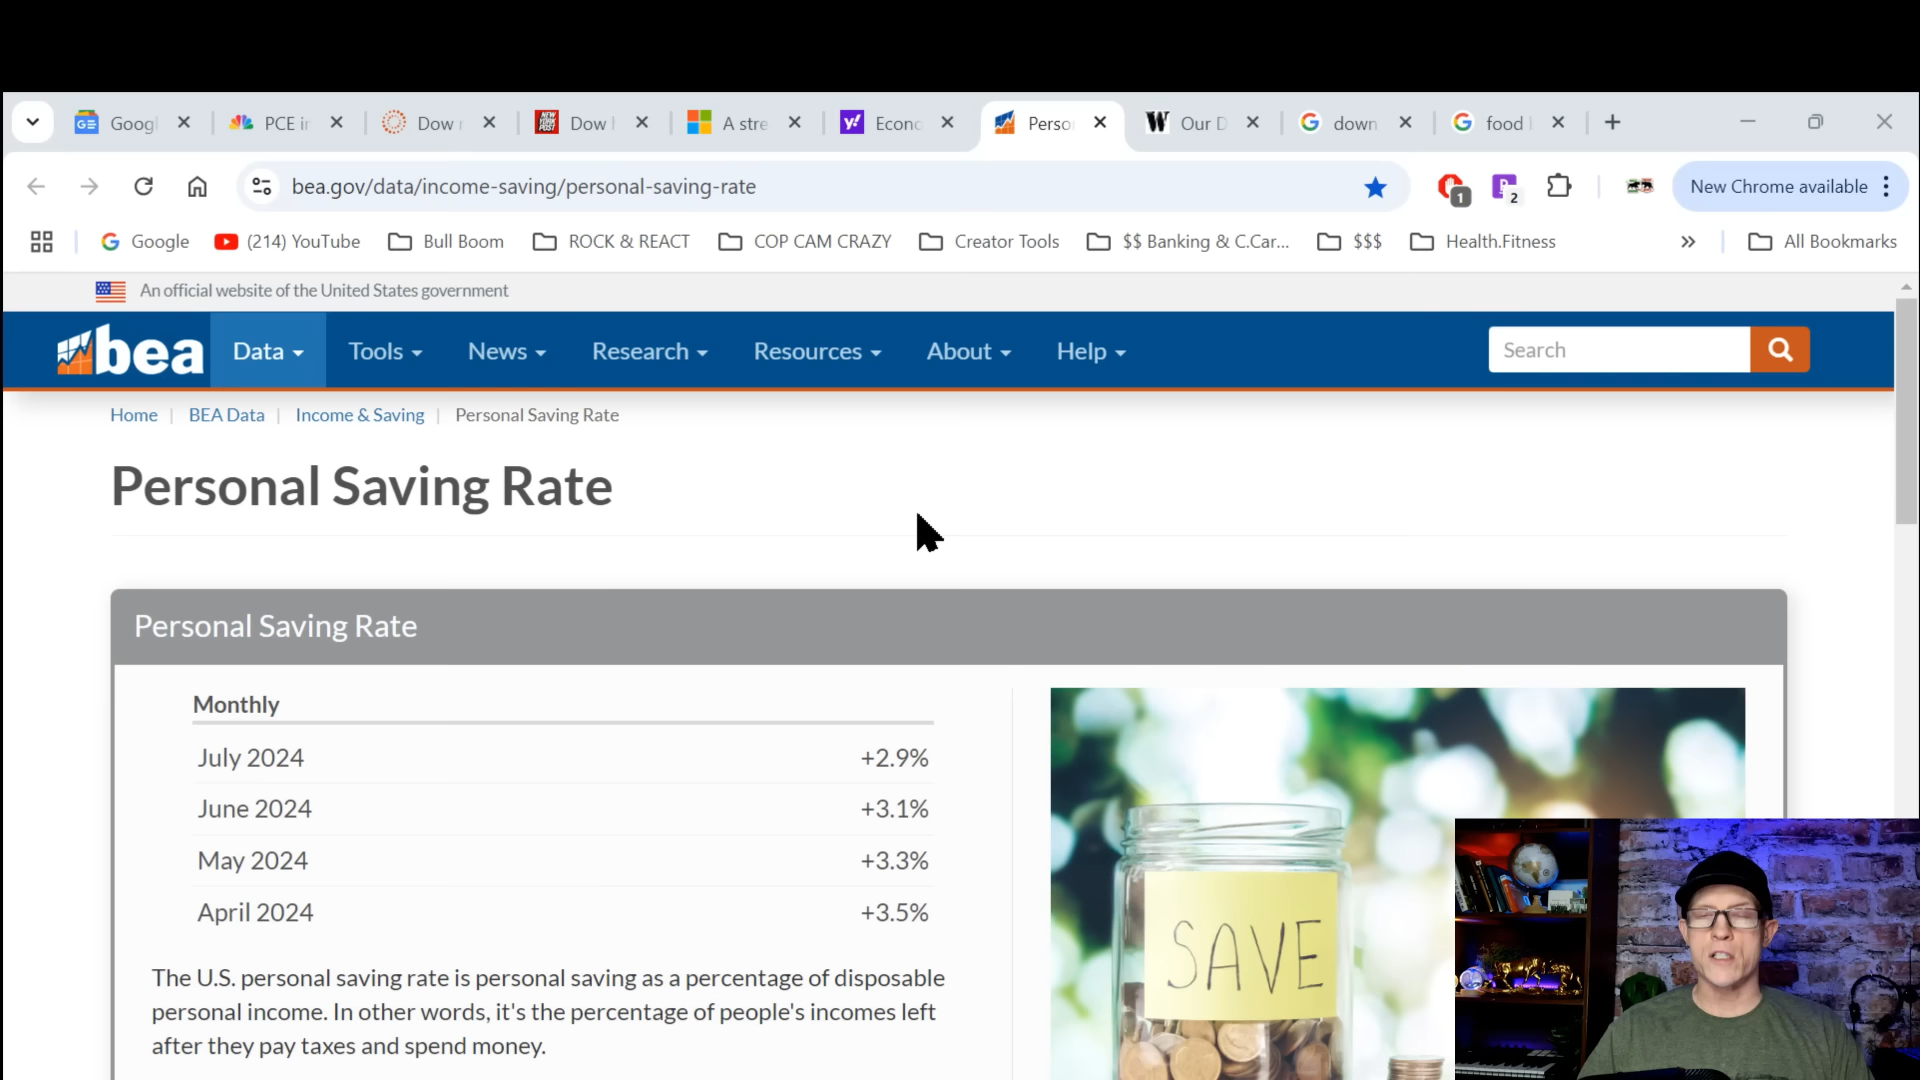 Googl
PCE i
Dow
NEW YORK POST
Dow
A stre
y!
Econo
Perso
W
Our D
G
down
G
food
bea.gov/data/income-saving/personal-saving-rate
1
2
New Chrome available
Google
(214) YouTube
Bull Boom
ROCK & REACT
COP CAM CRAZY
Creator Tools
$$ Banking & C.Car...
$$$
Health.Fitness
All Bookmarks
An official website of the United States government
bea
Data
Tools
News
Research
Resources
About
Help
Search
Home | BEA Data | Income & Saving | Personal Saving Rate
Personal Saving Rate
Personal Saving Rate
Monthly
July 2024 +2.9%
June 2024 +3.1%
May 2024 +3.3%
April 2024 +3.5%
The U.S. personal saving rate is personal saving as a percentage of disposable
personal income. In other words, it's the percentage of people's incomes left
after they pay taxes and spend money.
SAVE